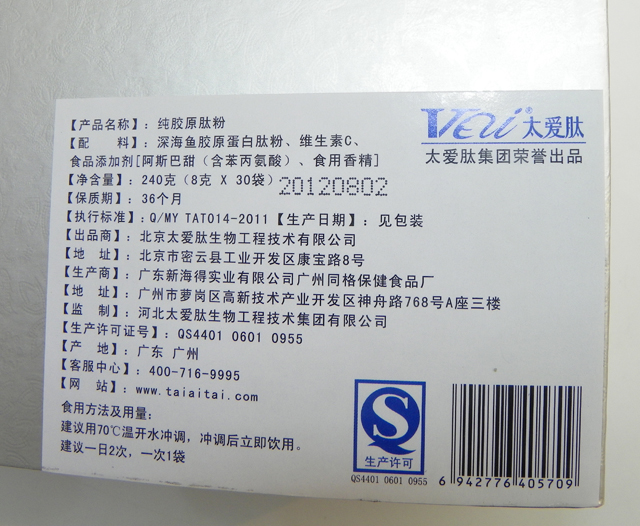 Veli® 太爱肽
太爱肽集团荣誉出品
【产品名称】：纯胶原肽粉
【配 料】：深海鱼胶原蛋白肽粉、维生素C、
食品添加剂[阿斯巴甜（含苯丙氨酸）、食用香精]
【净含量】：240克（8克 X 30袋）
20120802
【保质期】：36个月
【执行标准】：Q/MY TAT014-2011【生产日期】：见包装
【出品商】：北京太爱肽生物工程技术有限公司
【地 址】：北京市密云县工业开发区康宝路8号
【生产商】：广东新海得实业有限公司广州同格保健食品厂
【地 址】：广州市萝岗区高新技术产业开发区神舟路768号A座三楼
【监 制】：河北太爱肽生物工程技术集团有限公司
【生产许可证号】：QS4401 0601 0955
【产 地】：广东 广州
【客服中心】：400-716-9995
【网 站】：www.taiaitai.com
食用方法及用量：
建议用70℃温开水冲调，冲调后立即饮用。
建议一日2次，一次1袋
QS
生产许可
QS4401 0601 0955
6 942776 405709